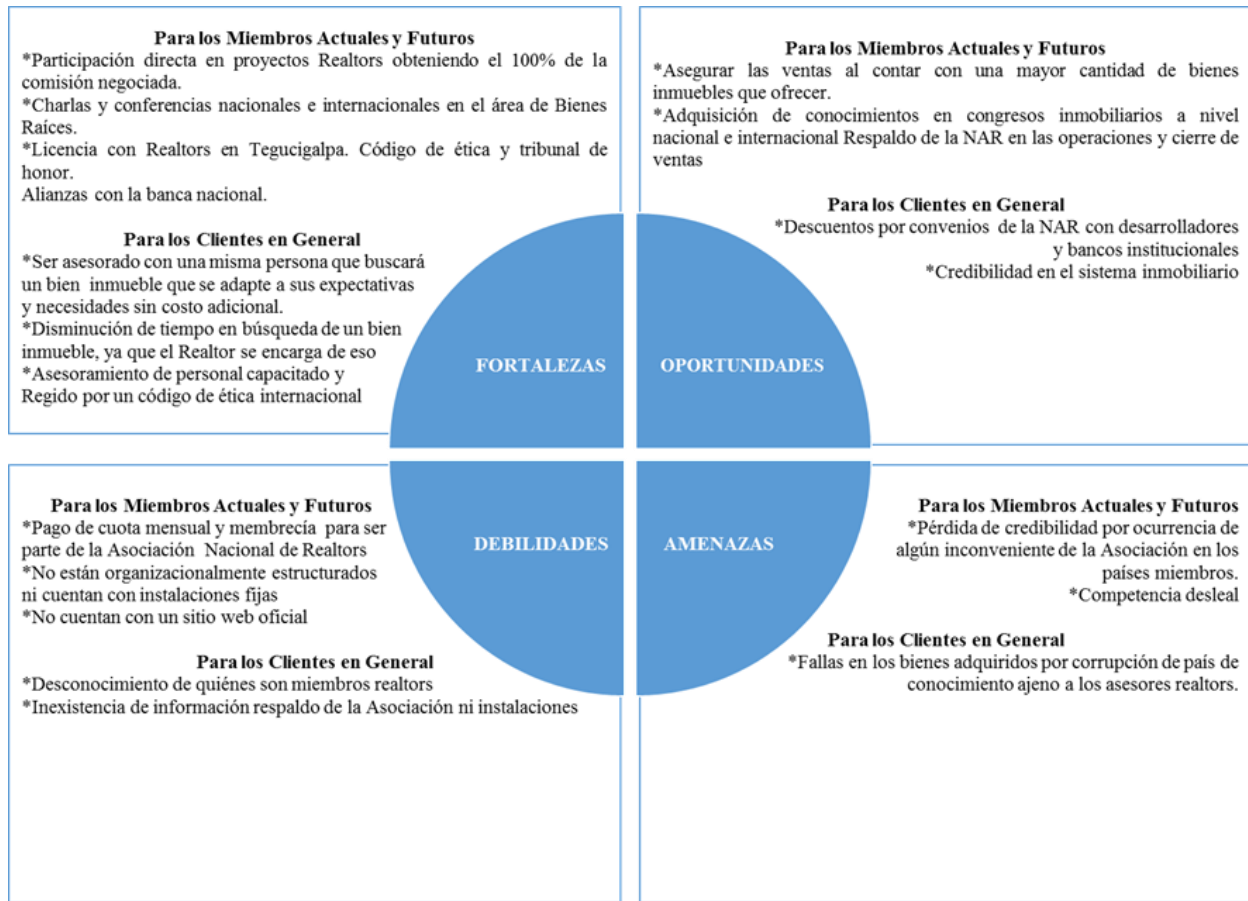 Para los Miembros Actuales y Futuros
*Participación directa en proyectos Realtors obteniendo el 100% de la
comisión negociada.
*Charlas y conferencias nacionales e internacionales en el área de Bienes
Raíces.
*Licencia con Realtors en Tegucigalpa. Código de ética y tribunal de
honor.
Alianzas con la banca nacional.
Para los Clientes en General
*Ser asesorado con una misma persona que buscará
un bien inmueble que se adapte a sus expectativas
y necesidades sin costo adicional.
*Disminución de tiempo en búsqueda de un bien
inmueble, ya que el Realtor se encarga de eso
*Asesoramiento de personal capacitado y
Regido por un código de ética internacional
FORTALEZAS
Para los Miembros Actuales y Futuros
*Asegurar las ventas al contar con una mayor cantidad de bienes
inmuebles que ofrecer.
*Adquisición de conocimientos en congresos inmobiliarios a nivel
nacional e internacional Respaldo de la NAR en las operaciones y cierre de
ventas
Para los Clientes en General
*Descuentos por convenios de la NAR con desarrolladores
y bancos institucionales
*Credibilidad en el sistema inmobiliario
OPORTUNIDADES
Para los Miembros Actuales y Futuros
*Pago de cuota mensual y membrecía para ser
parte de la Asociación Nacional de Realtors
*No están organizacionalmente estructurados
ni cuentan con instalaciones fijas
*No cuentan con un sitio web oficial
Para los Clientes en General
*Desconocimiento de quiénes son miembros realtors
*Inexistencia de información respaldo de la Asociación ni instalaciones
DEBILIDADES
Para los Miembros Actuales y Futuros
*Pérdida de credibilidad por ocurrencia de
algún inconveniente de la Asociación en los
países miembros.
*Competencia desleal
Para los Clientes en General
*Fallas en los bienes adquiridos por corrupción de país de
conocimiento ajeno a los asesores realtors.
AMENAZAS